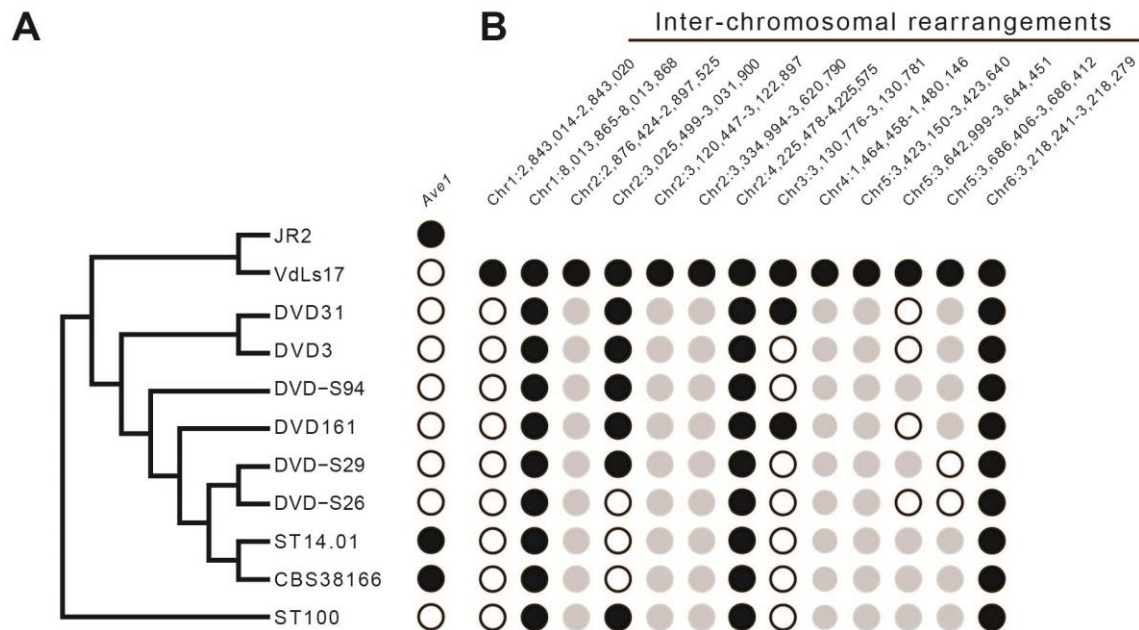 A
B
Inter-chromosomal rearrangements
Ave1
Chr1:2,843,014-2,843,020
Chr1:8,013,865-8,013,868
Chr2:2,876,424-2,897,525
Chr2:3,025,499-3,031,900
Chr2:3,120,447-3,122,897
Chr2:3,334,994-3,620,790
Chr2:4,225,478-4,225,575
Chr3:3,130,776-3,130,781
Chr4:1,464,458-1,480,146
Chr5:3,423,150-3,423,640
Chr5:3,642,999-3,644,451
Chr5:3,686,406-3,686,412
Chr6:3,218,241-3,218,279
JR2
VdLs17
DVD31
DVD3
DVD-S94
DVD161
DVD-S29
DVD-S26
ST14.01
CBS38166
ST100